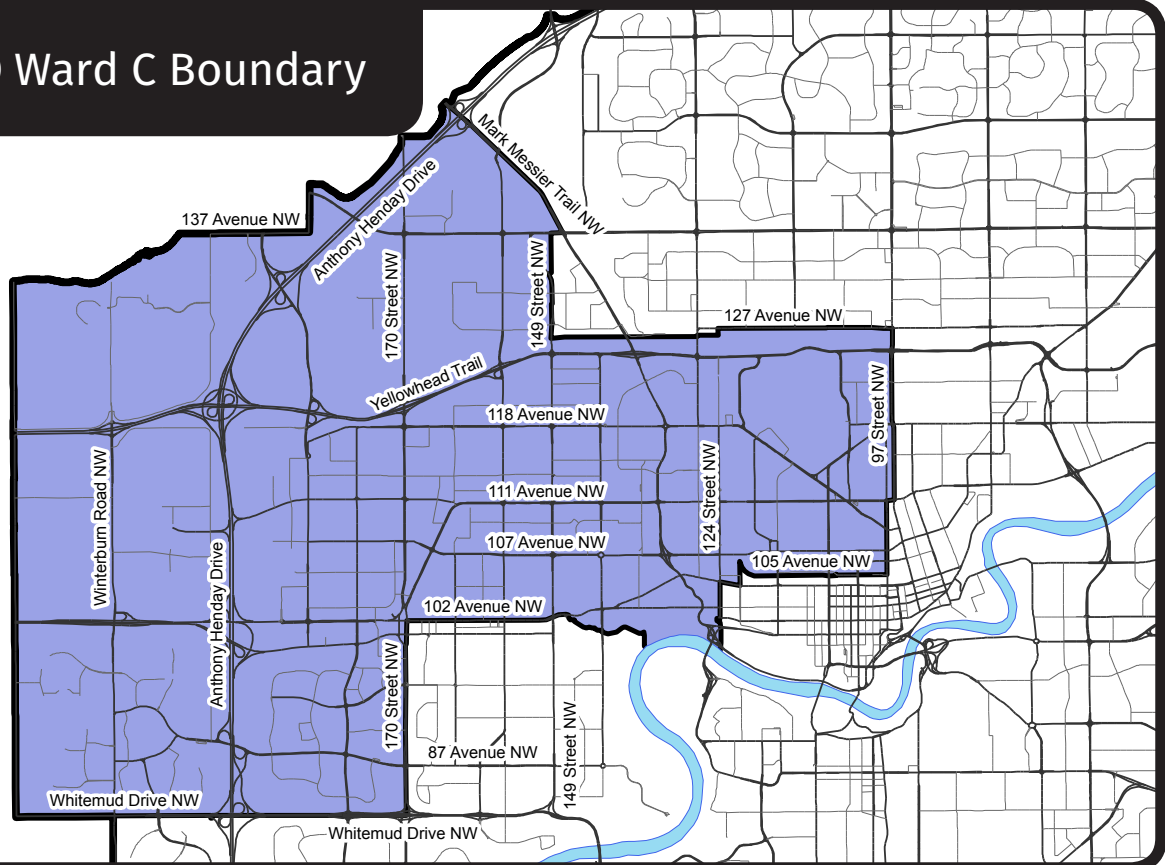 Ward C Boundary
Mark Messier Trail NW
137 Avenue NW
Anthony Henday Drive
170 Street NW
149 Street NW
127 Avenue NW
Yellowhead Trail
97 Street NW
118 Avenue NW
Winterburn Road NW
124 Street NW
111 Avenue NW
107 Avenue NW
105 Avenue NW
Anthony Henday Drive
102 Avenue NW
170 Street NW
149 Street NW
87 Avenue NW
Whitemud Drive NW
Whitemud Drive NW